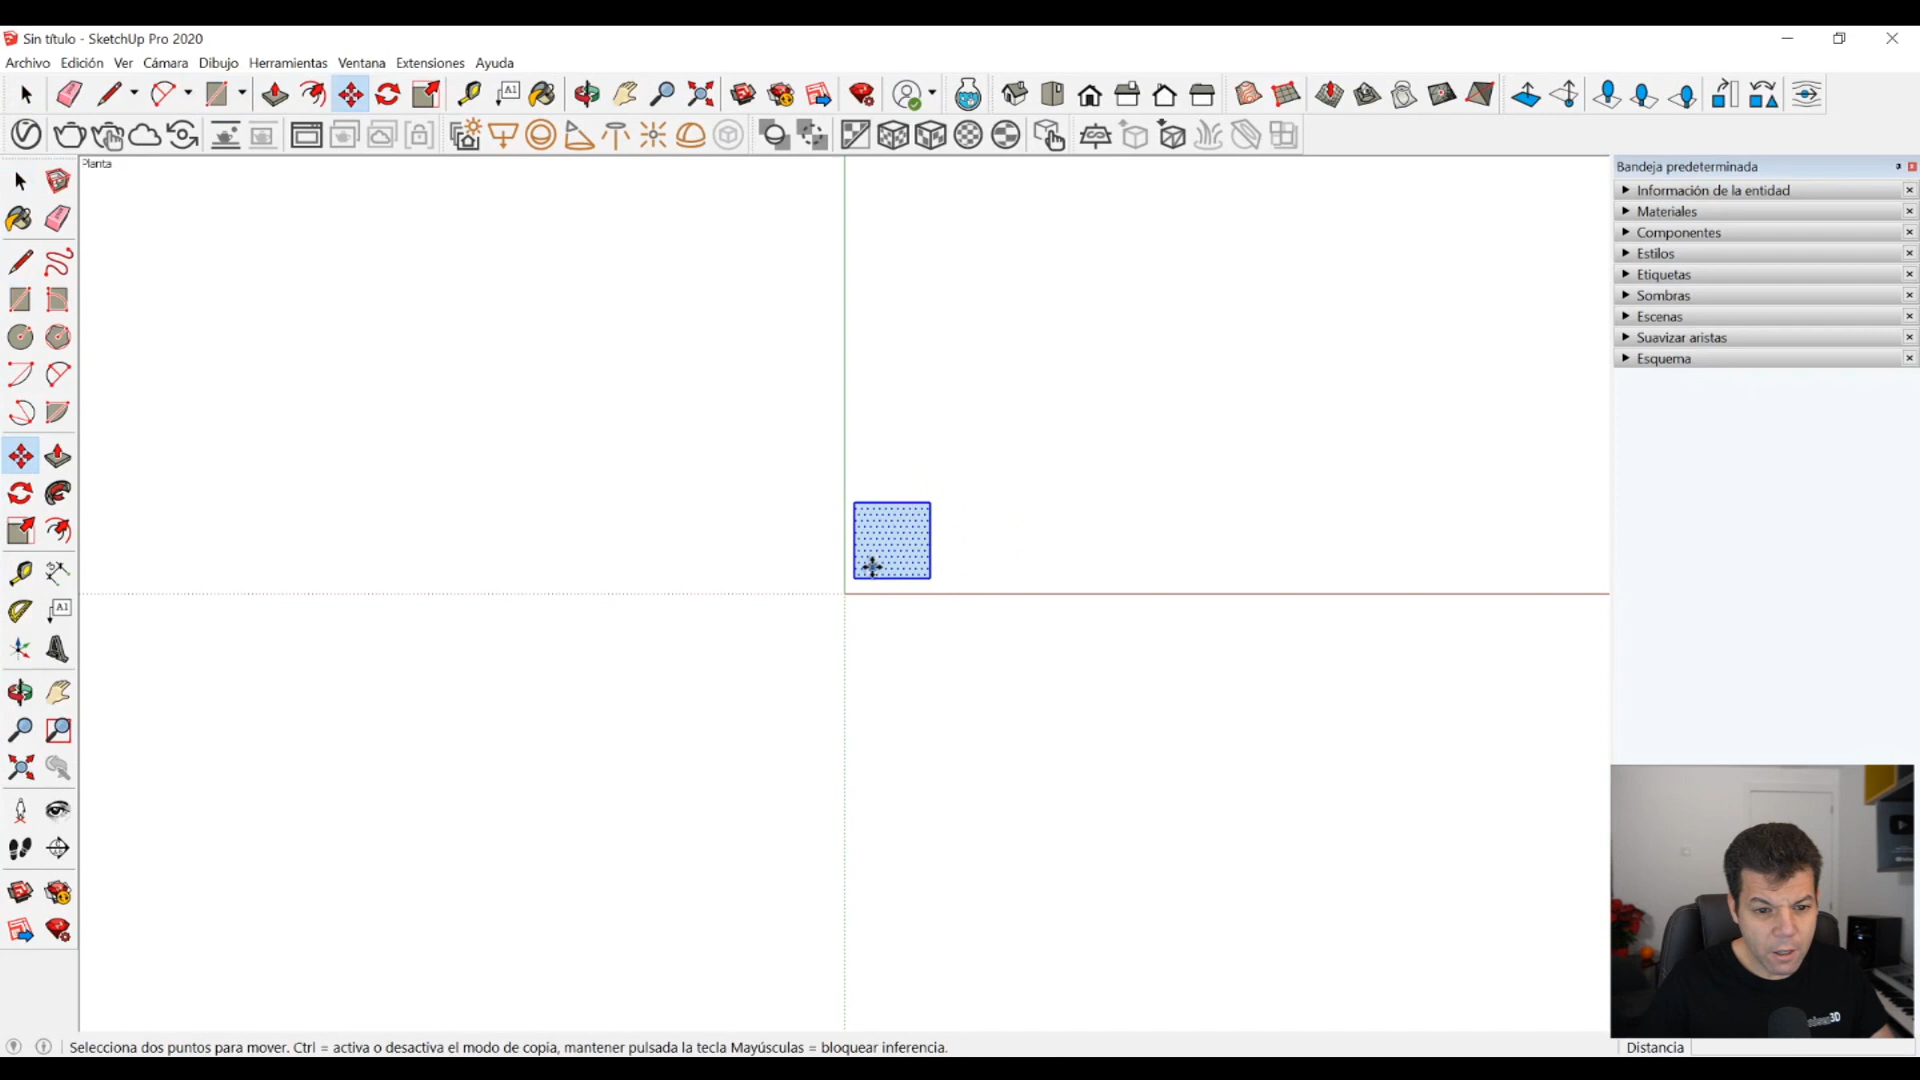 Sin título - SketchUp Pro 2020
Archivo Edición Ver Cámara Dibujo Herramientas Ventana Extensiones Ayuda
A1
Planta
Bandeja predeterminada
Información de la entidad
Materiales
Componentes
Estilos
Etiquetas
Sombras
Escenas
Suavizar aristas
Esquema
A1
Selecciona dos puntos para mover. Ctrl = activa o desactiva el modo de copia, mantener pulsada la tecla Mayúsculas = bloquear inferencia.
Distancia